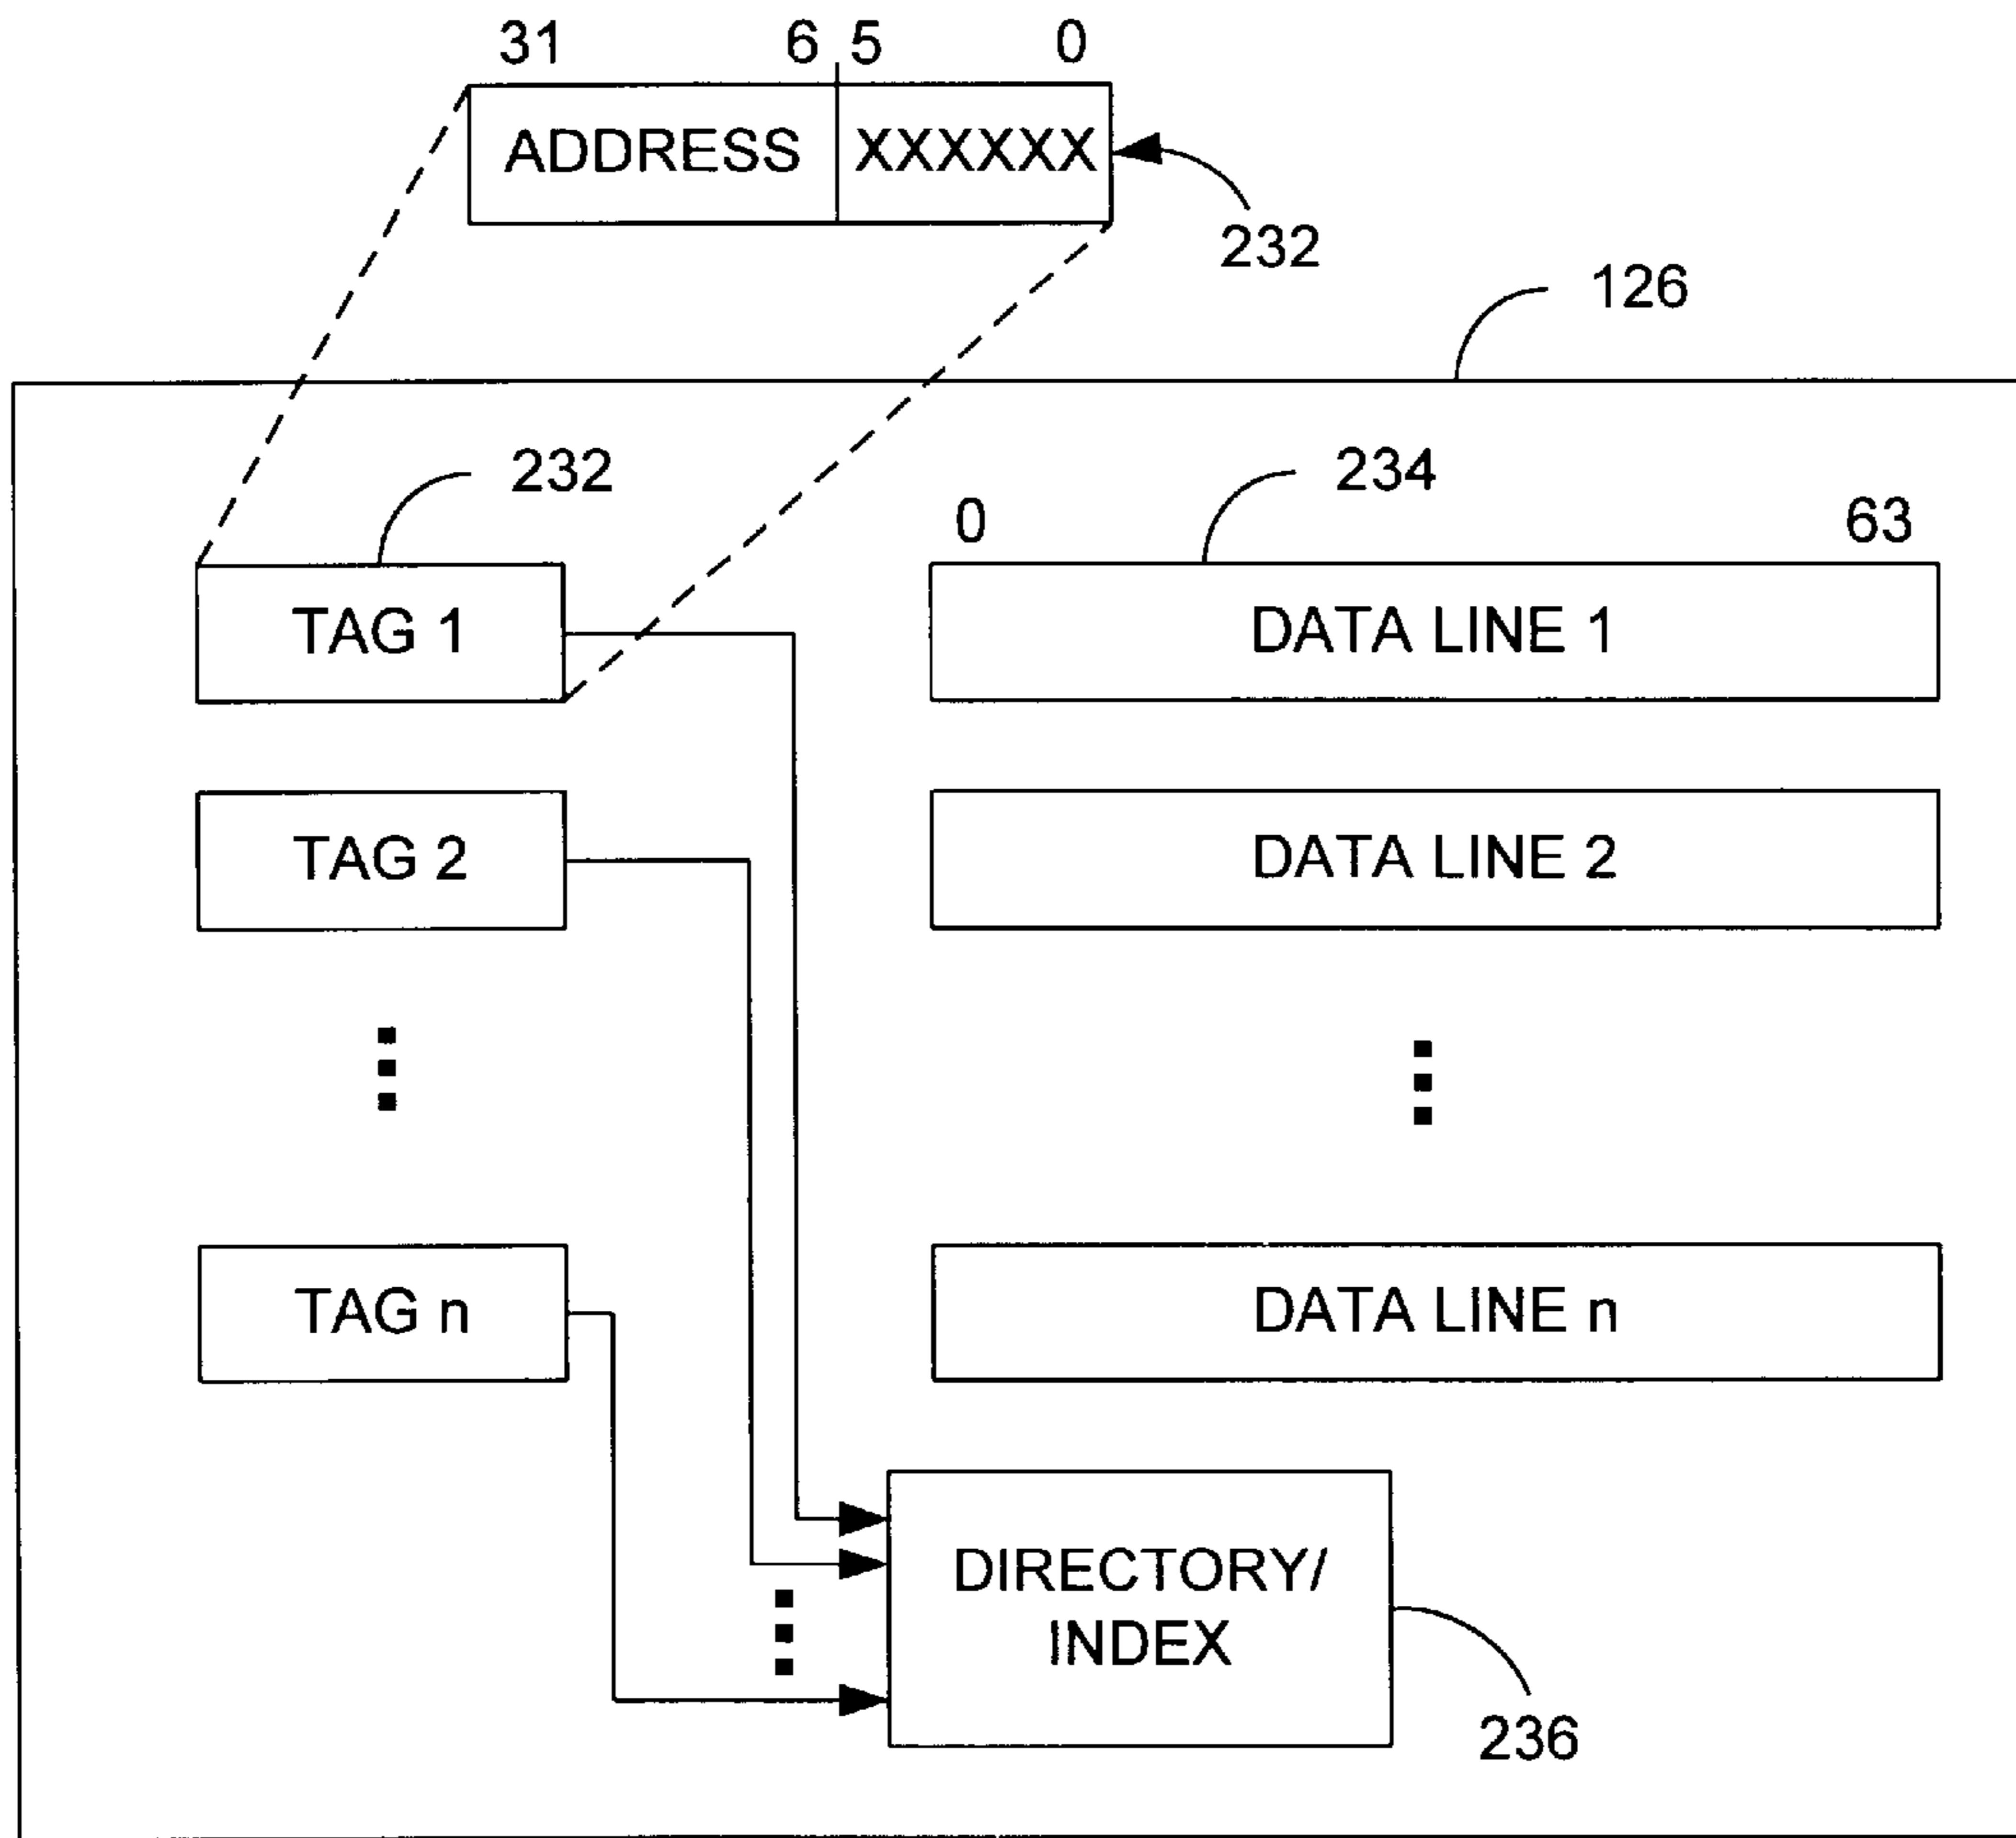 31 6 5 0
ADDRESS XXXXXX
232
126
232 234
0 63
TAG 1 DATA LINE 1
TAG 2 DATA LINE 2
TAG n DATA LINE n
DIRECTORY/
INDEX
236